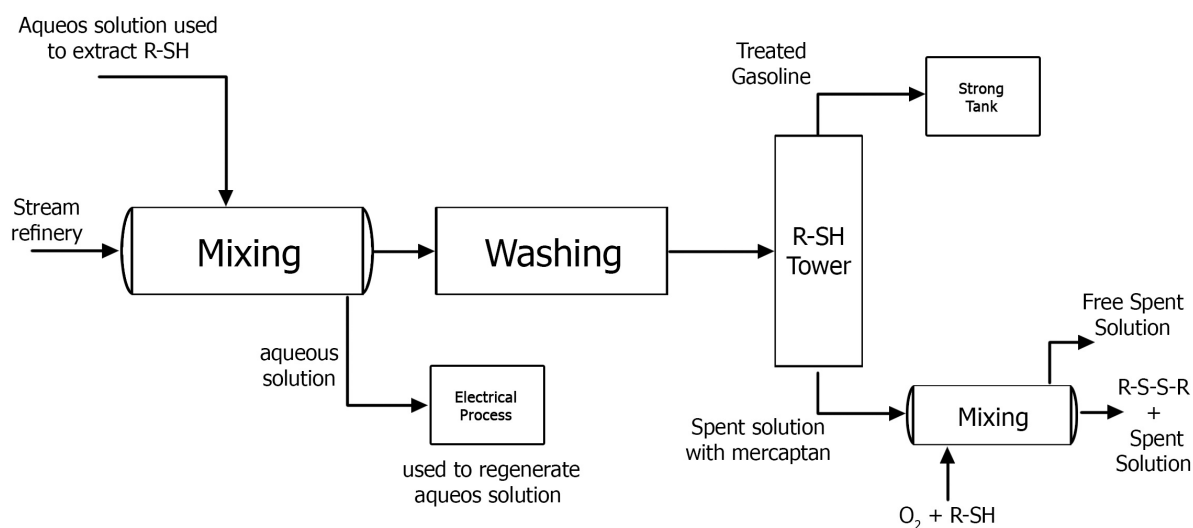 Aqueos solution used
to extract R-SH
Stream
refinery
Mixing
aqueous
solution
Electrical
Process
used to regenerate
aqueos solution
Washing
Treated
Gasoline
Strong
Tank
R-SH
Tower
Spent solution
with mercaptan
Mixing
O₂ + R-SH
Free Spent
Solution
R-S-S-R
+
Spent
Solution